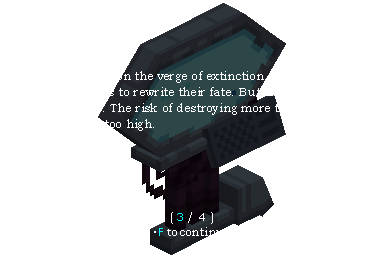 on the verge of extinction
to rewrite their fate. Bu
. The risk of destroying more t
too high.
[ 3 / 4 ]
F to contin